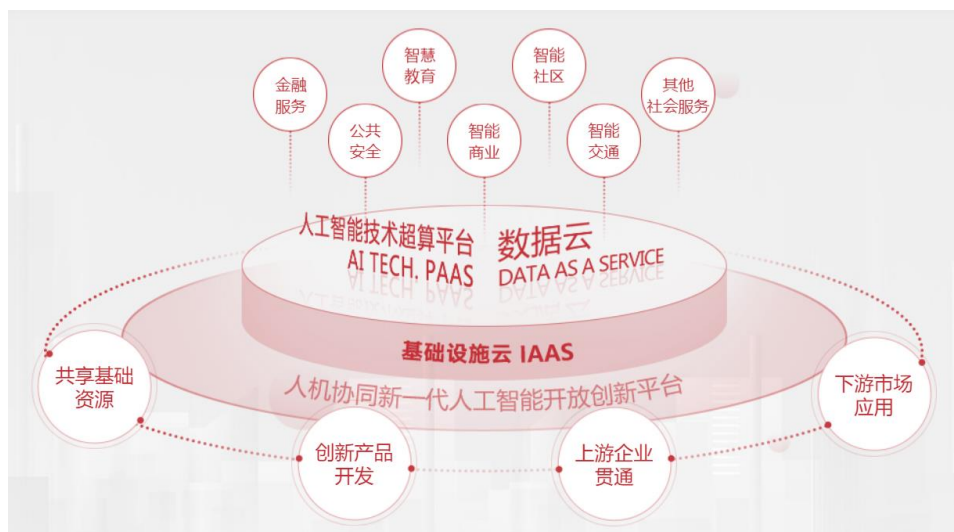 金融
服务
智慧
教育
智能
社区
其他
社会服务
公共
安全
智能
商业
智能
交通
人工智能技术超算平台
AI TECH. PAAS
数据云
DATA AS A SERVICE
基础设施云 IAAS
人机协同新一代人工智能开放创新平台
共享基础
资源
创新产品
开发
上游企业
贯通
下游市场
应用